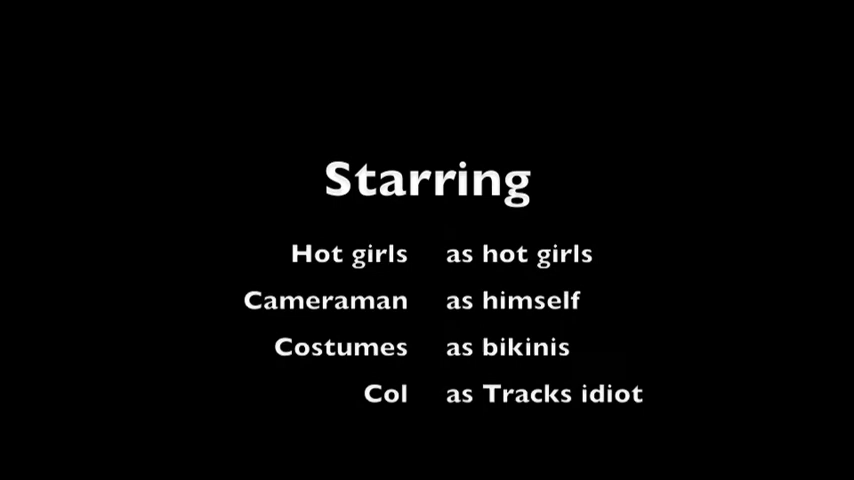 Starring
Hot girls as hot girls
Cameraman as himself
Costumes as bikinis
Col as Tracks idiot